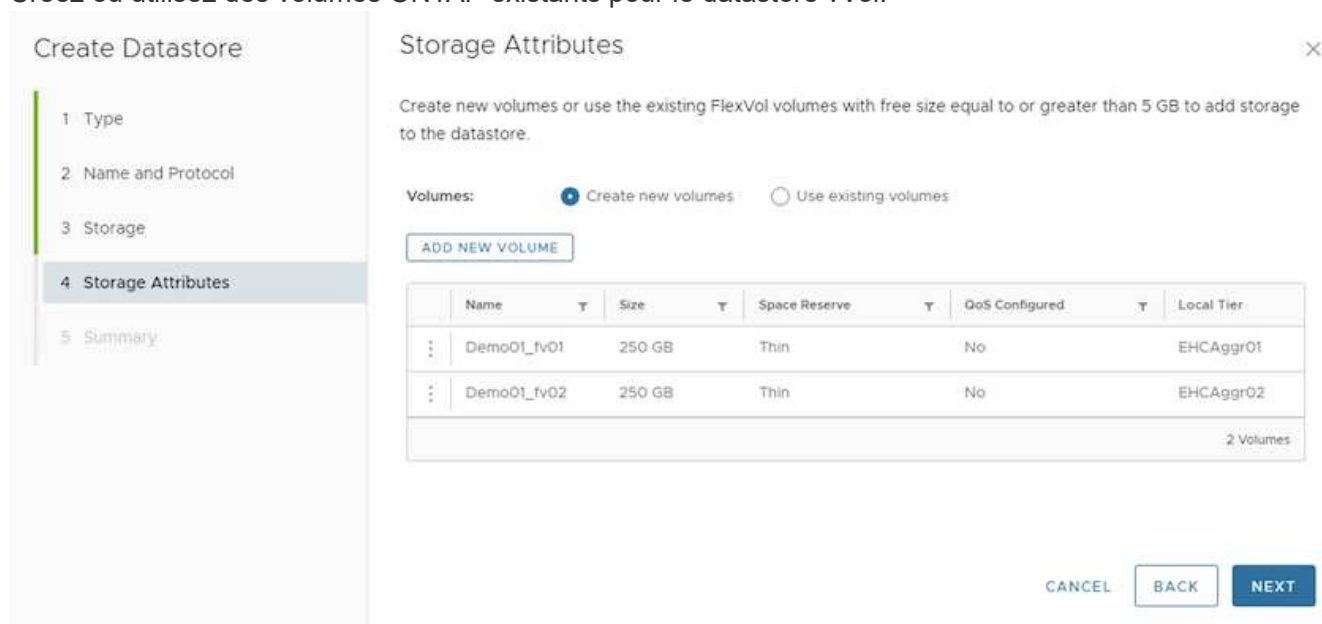 Create Datastore
1 Type
2 Name and Protocol
3 Storage
4 Storage Attributes
5 Summary
Storage Attributes
Create new volumes or use the existing FlexVol volumes with free size equal to or greater than 5 GB to add storage
to the datastore.
Volumes: Create new volumes Use existing volumes
ADD NEW VOLUME
Name Size Space Reserve QoS Configured Local Tier
Demo01_fv01 250 GB Thin No EHCAggr01
Demo01_fv02 250 GB Thin No EHCAggr02
2 Volumes
CANCEL BACK NEXT